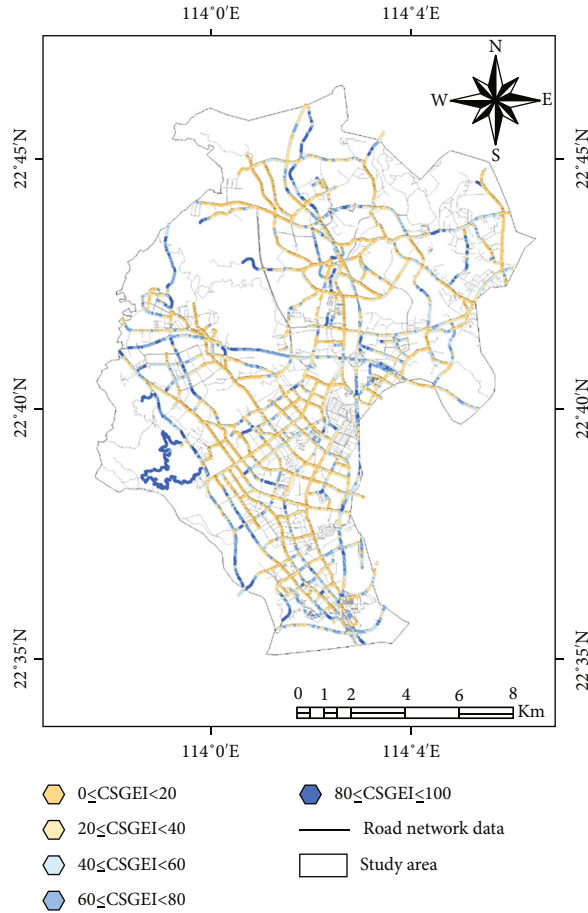 114°0′E 114°4′E
N
W E
S
22°45′N 22°45′N
22°40′N 22°40′N
22°35′N 22°35′N
0 1 2 4 6 8
Km
114°0′E 114°4′E
0≤CSGEI<20
20≤CSGEI<40
40≤CSGEI<60
60≤CSGEI<80
80≤CSGEI≤100
Road network data
Study area